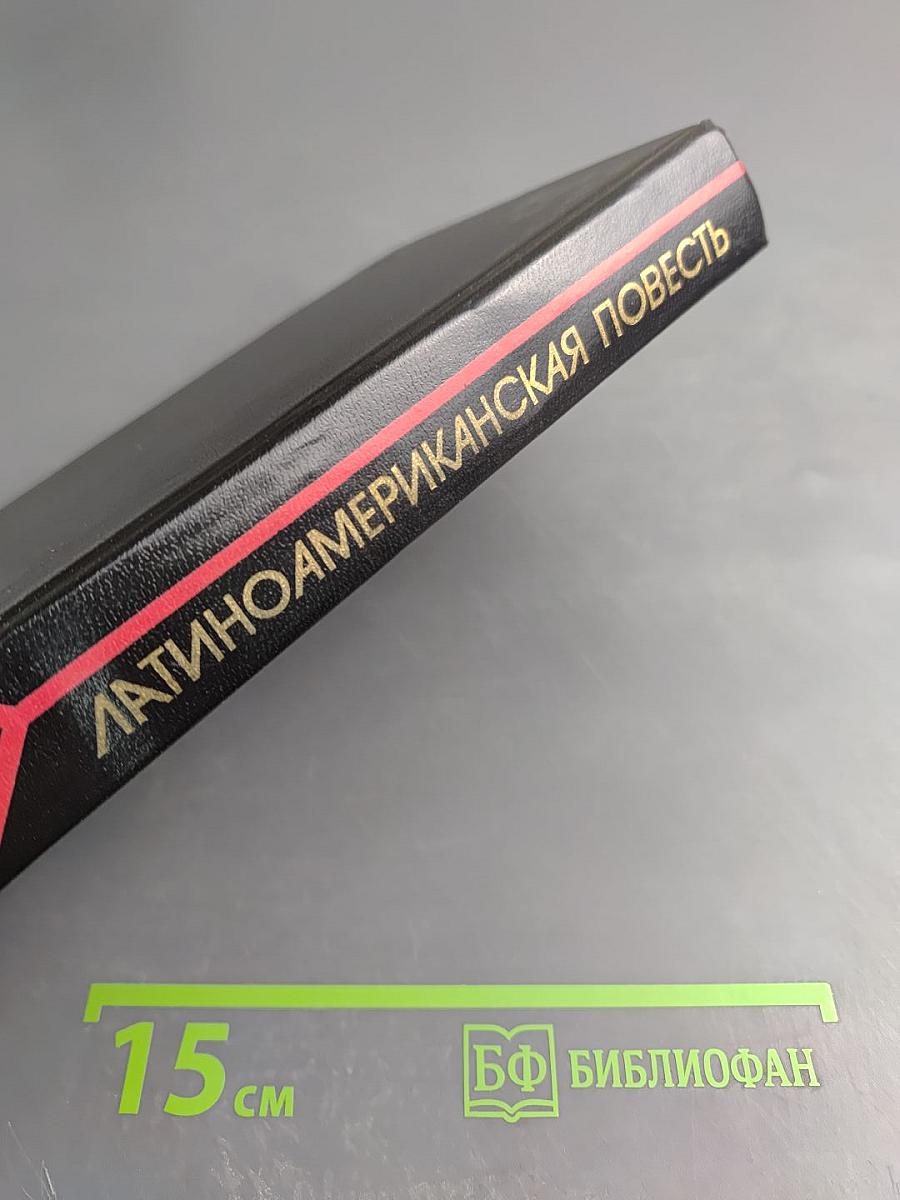 ЛАТИНОАМЕРИКАНСКАЯ ПОВЕСТЬ
15 см
БФ БИБЛИОФАН